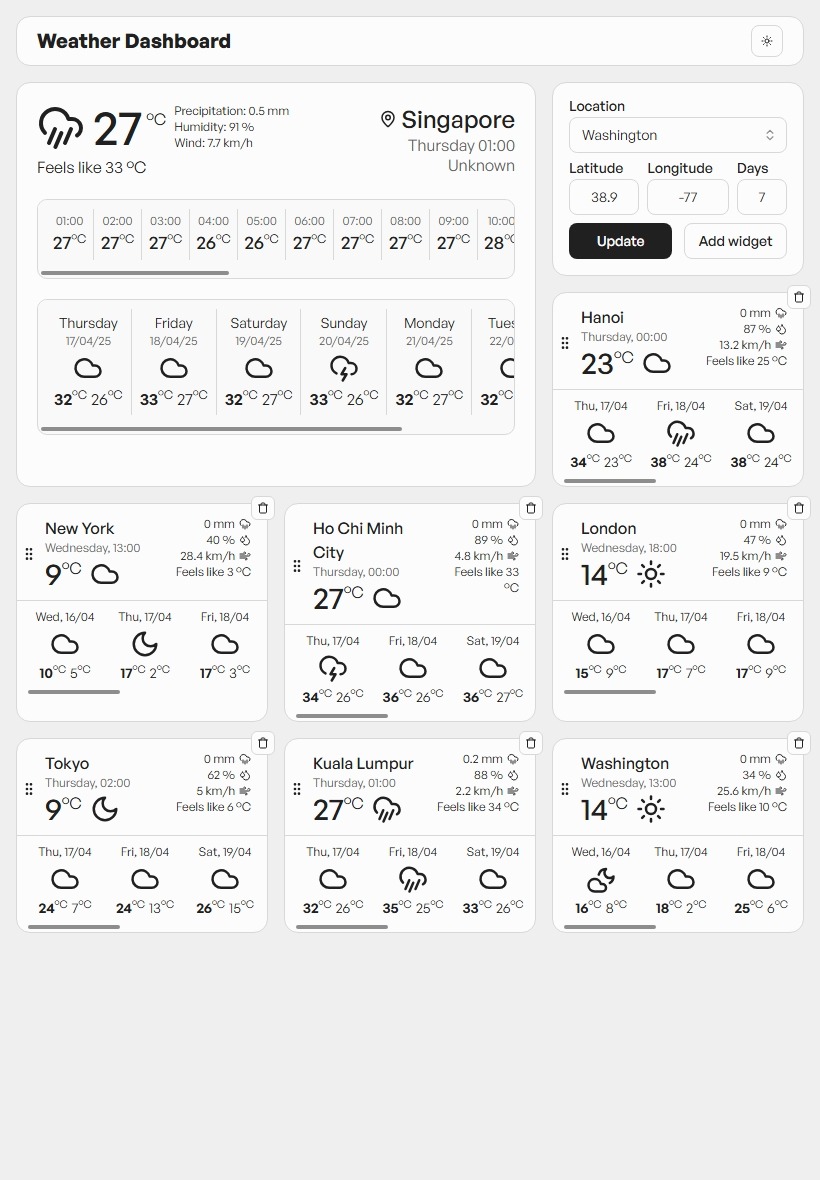 Weather Dashboard
27 °C
Precipitation: 0.5 mm
Humidity: 91 %
Wind: 7.7 km/h
Feels like 33 °C
Singapore
Thursday 01:00
Unknown
01:00 02:00 03:00 04:00 05:00 06:00 07:00 08:00 09:00 10:00
27°C 27°C 27°C 26°C 26°C 27°C 27°C 27°C 27°C 28°C
Thursday Friday Saturday Sunday Monday Tues
17/04/25 18/04/25 19/04/25 20/04/25 21/04/25 22/0
32°C 26°C 33°C 27°C 32°C 27°C 33°C 26°C 32°C 27°C 32°C
Location
Washington
Latitude Longitude Days
38.9 -77 7
Update Add widget
Hanoi
Thursday, 00:00
23°C
0 mm
87 %
13.2 km/h
Feels like 25 °C
Thu, 17/04 Fri, 18/04 Sat, 19/04
34°C 23°C 38°C 24°C 38°C 24°C
New York
Wednesday, 13:00
9°C
0 mm
40 %
28.4 km/h
Feels like 3 °C
Wed, 16/04 Thu, 17/04 Fri, 18/04
10°C 5°C 17°C 2°C 17°C 3°C
Ho Chi Minh
City
Thursday, 00:00
27°C
0 mm
89 %
4.8 km/h
Feels like 33
°C
Thu, 17/04 Fri, 18/04 Sat, 19/04
34°C 26°C 36°C 26°C 36°C 27°C
London
Wednesday, 18:00
14°C
0 mm
47 %
19.5 km/h
Feels like 9 °C
Wed, 16/04 Thu, 17/04 Fri, 18/04
15°C 9°C 17°C 7°C 17°C 9°C
Tokyo
Thursday, 02:00
9°C
0 mm
62 %
5 km/h
Feels like 6 °C
Thu, 17/04 Fri, 18/04 Sat, 19/04
24°C 7°C 24°C 13°C 26°C 15°C
Kuala Lumpur
Thursday, 01:00
27°C
0.2 mm
88 %
2.2 km/h
Feels like 34 °C
Thu, 17/04 Fri, 18/04 Sat, 19/04
32°C 26°C 35°C 25°C 33°C 26°C
Washington
Wednesday, 13:00
14°C
0 mm
34 %
25.6 km/h
Feels like 10 °C
Wed, 16/04 Thu, 17/04 Fri, 18/04
16°C 8°C 18°C 2°C 25°C 6°C